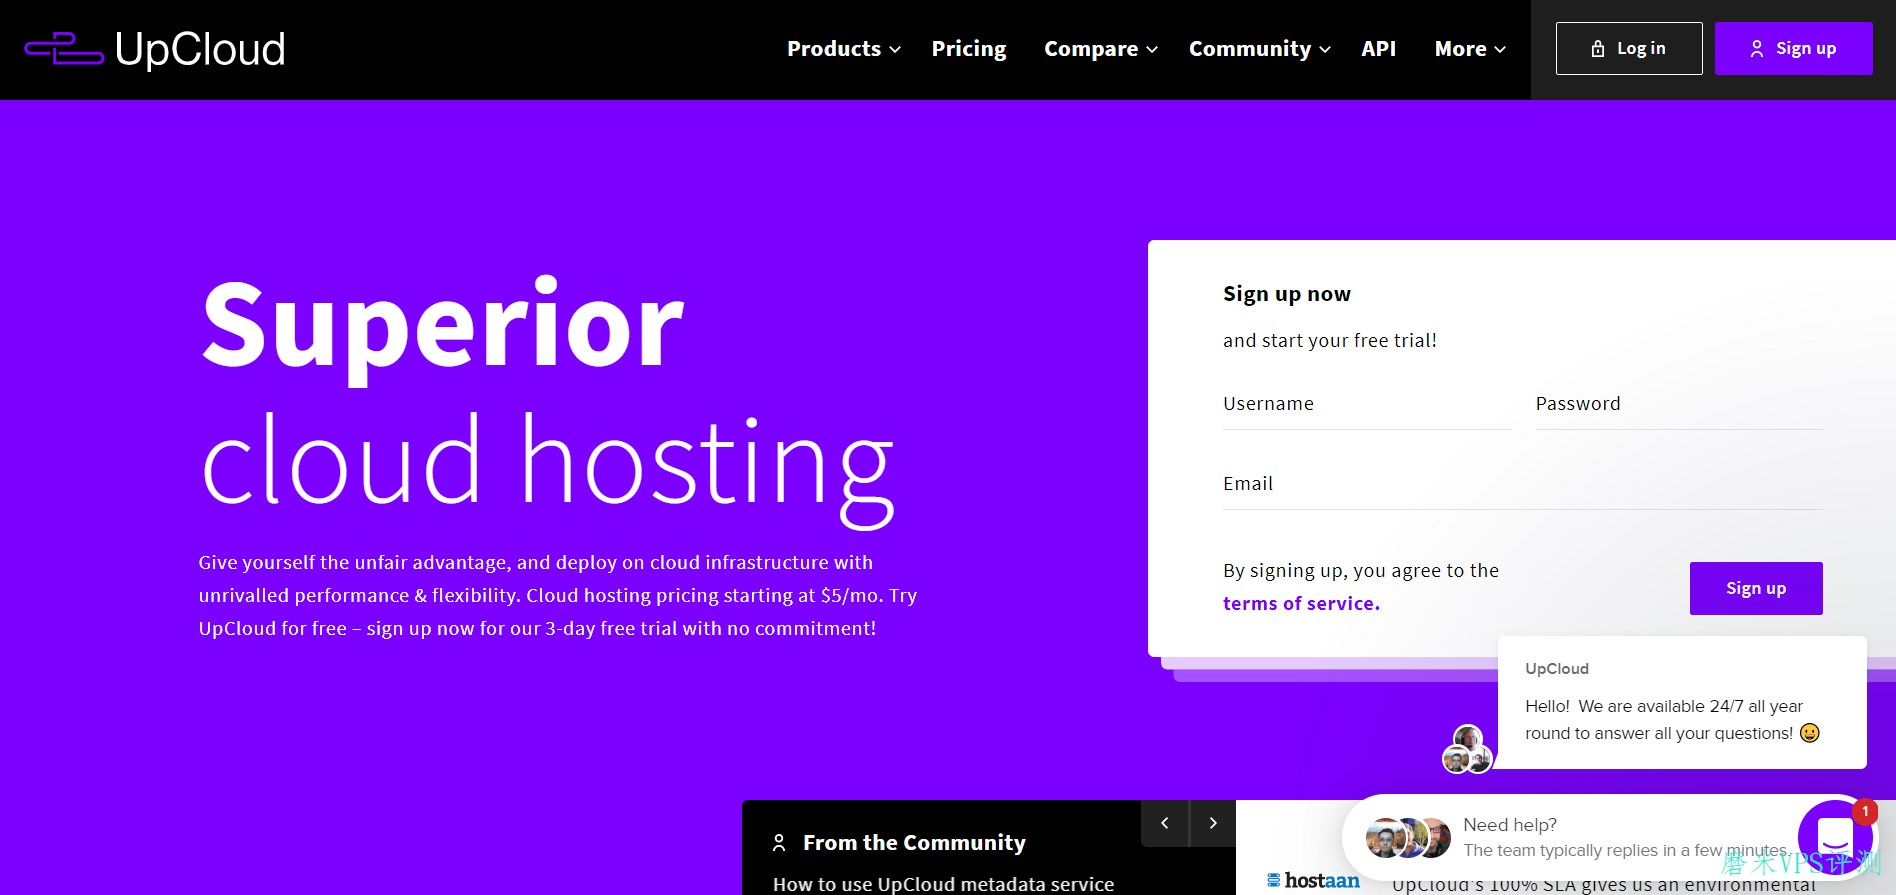 UpCloud
Products
Pricing
Compare
Community
API
More
Log in
Sign up
Superior
cloud hosting
Give yourself the unfair advantage, and deploy on cloud infrastructure with
unrivalled performance & flexibility. Cloud hosting pricing starting at $5/mo. Try
UpCloud for free – sign up now for our 3-day free trial with no commitment!
Sign up now
and start your free trial!
Username
Password
Email
By signing up, you agree to the
terms of service.
Sign up
UpCloud
Hello! We are available 24/7 all year
round to answer all your questions! 😀
From the Community
How to use UpCloud metadata service
hostaan
UpCloud's 100% SLA gives us an environmental
Need help?
The team typically replies in a few minutes.
1
磨米VPS评测